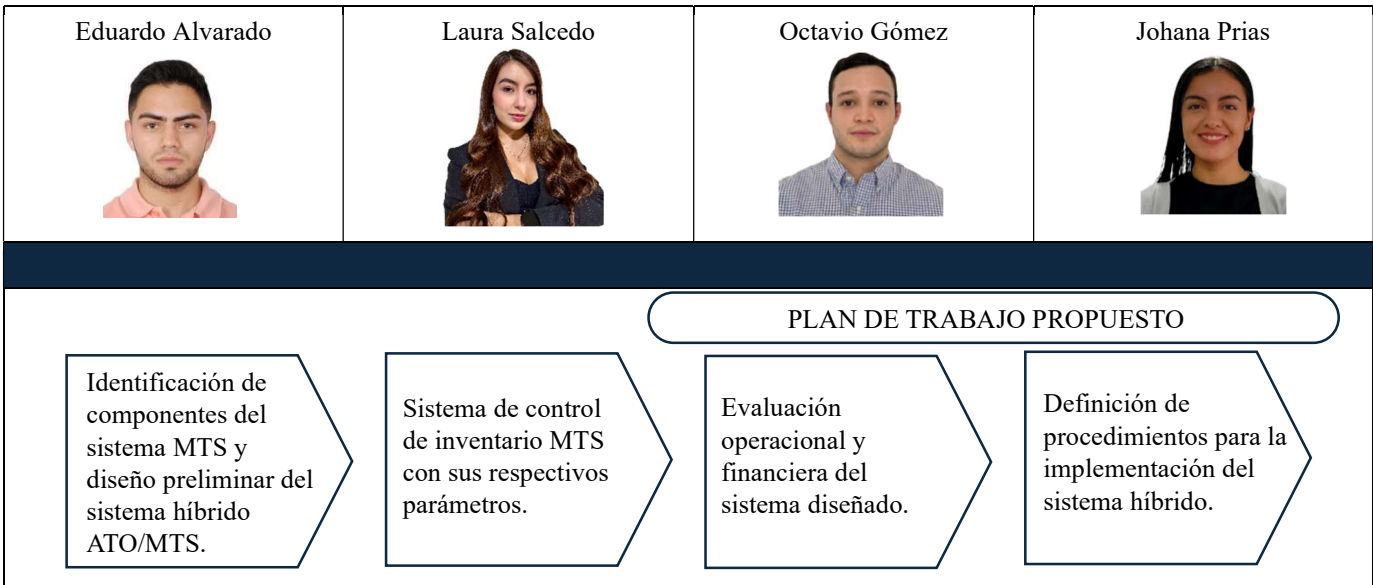 Eduardo Alvarado
Laura Salcedo
Octavio Gómez
Johana Prias
PLAN DE TRABAJO PROPUESTO
Identificación de
componentes del
sistema MTS y
diseño preliminar del
sistema híbrido
ATO/MTS.
Sistema de control
de inventario MTS
con sus respectivos
parámetros.
Evaluación
operacional y
financiera del
sistema diseñado.
Definición de
procedimientos para la
implementación del
sistema híbrido.